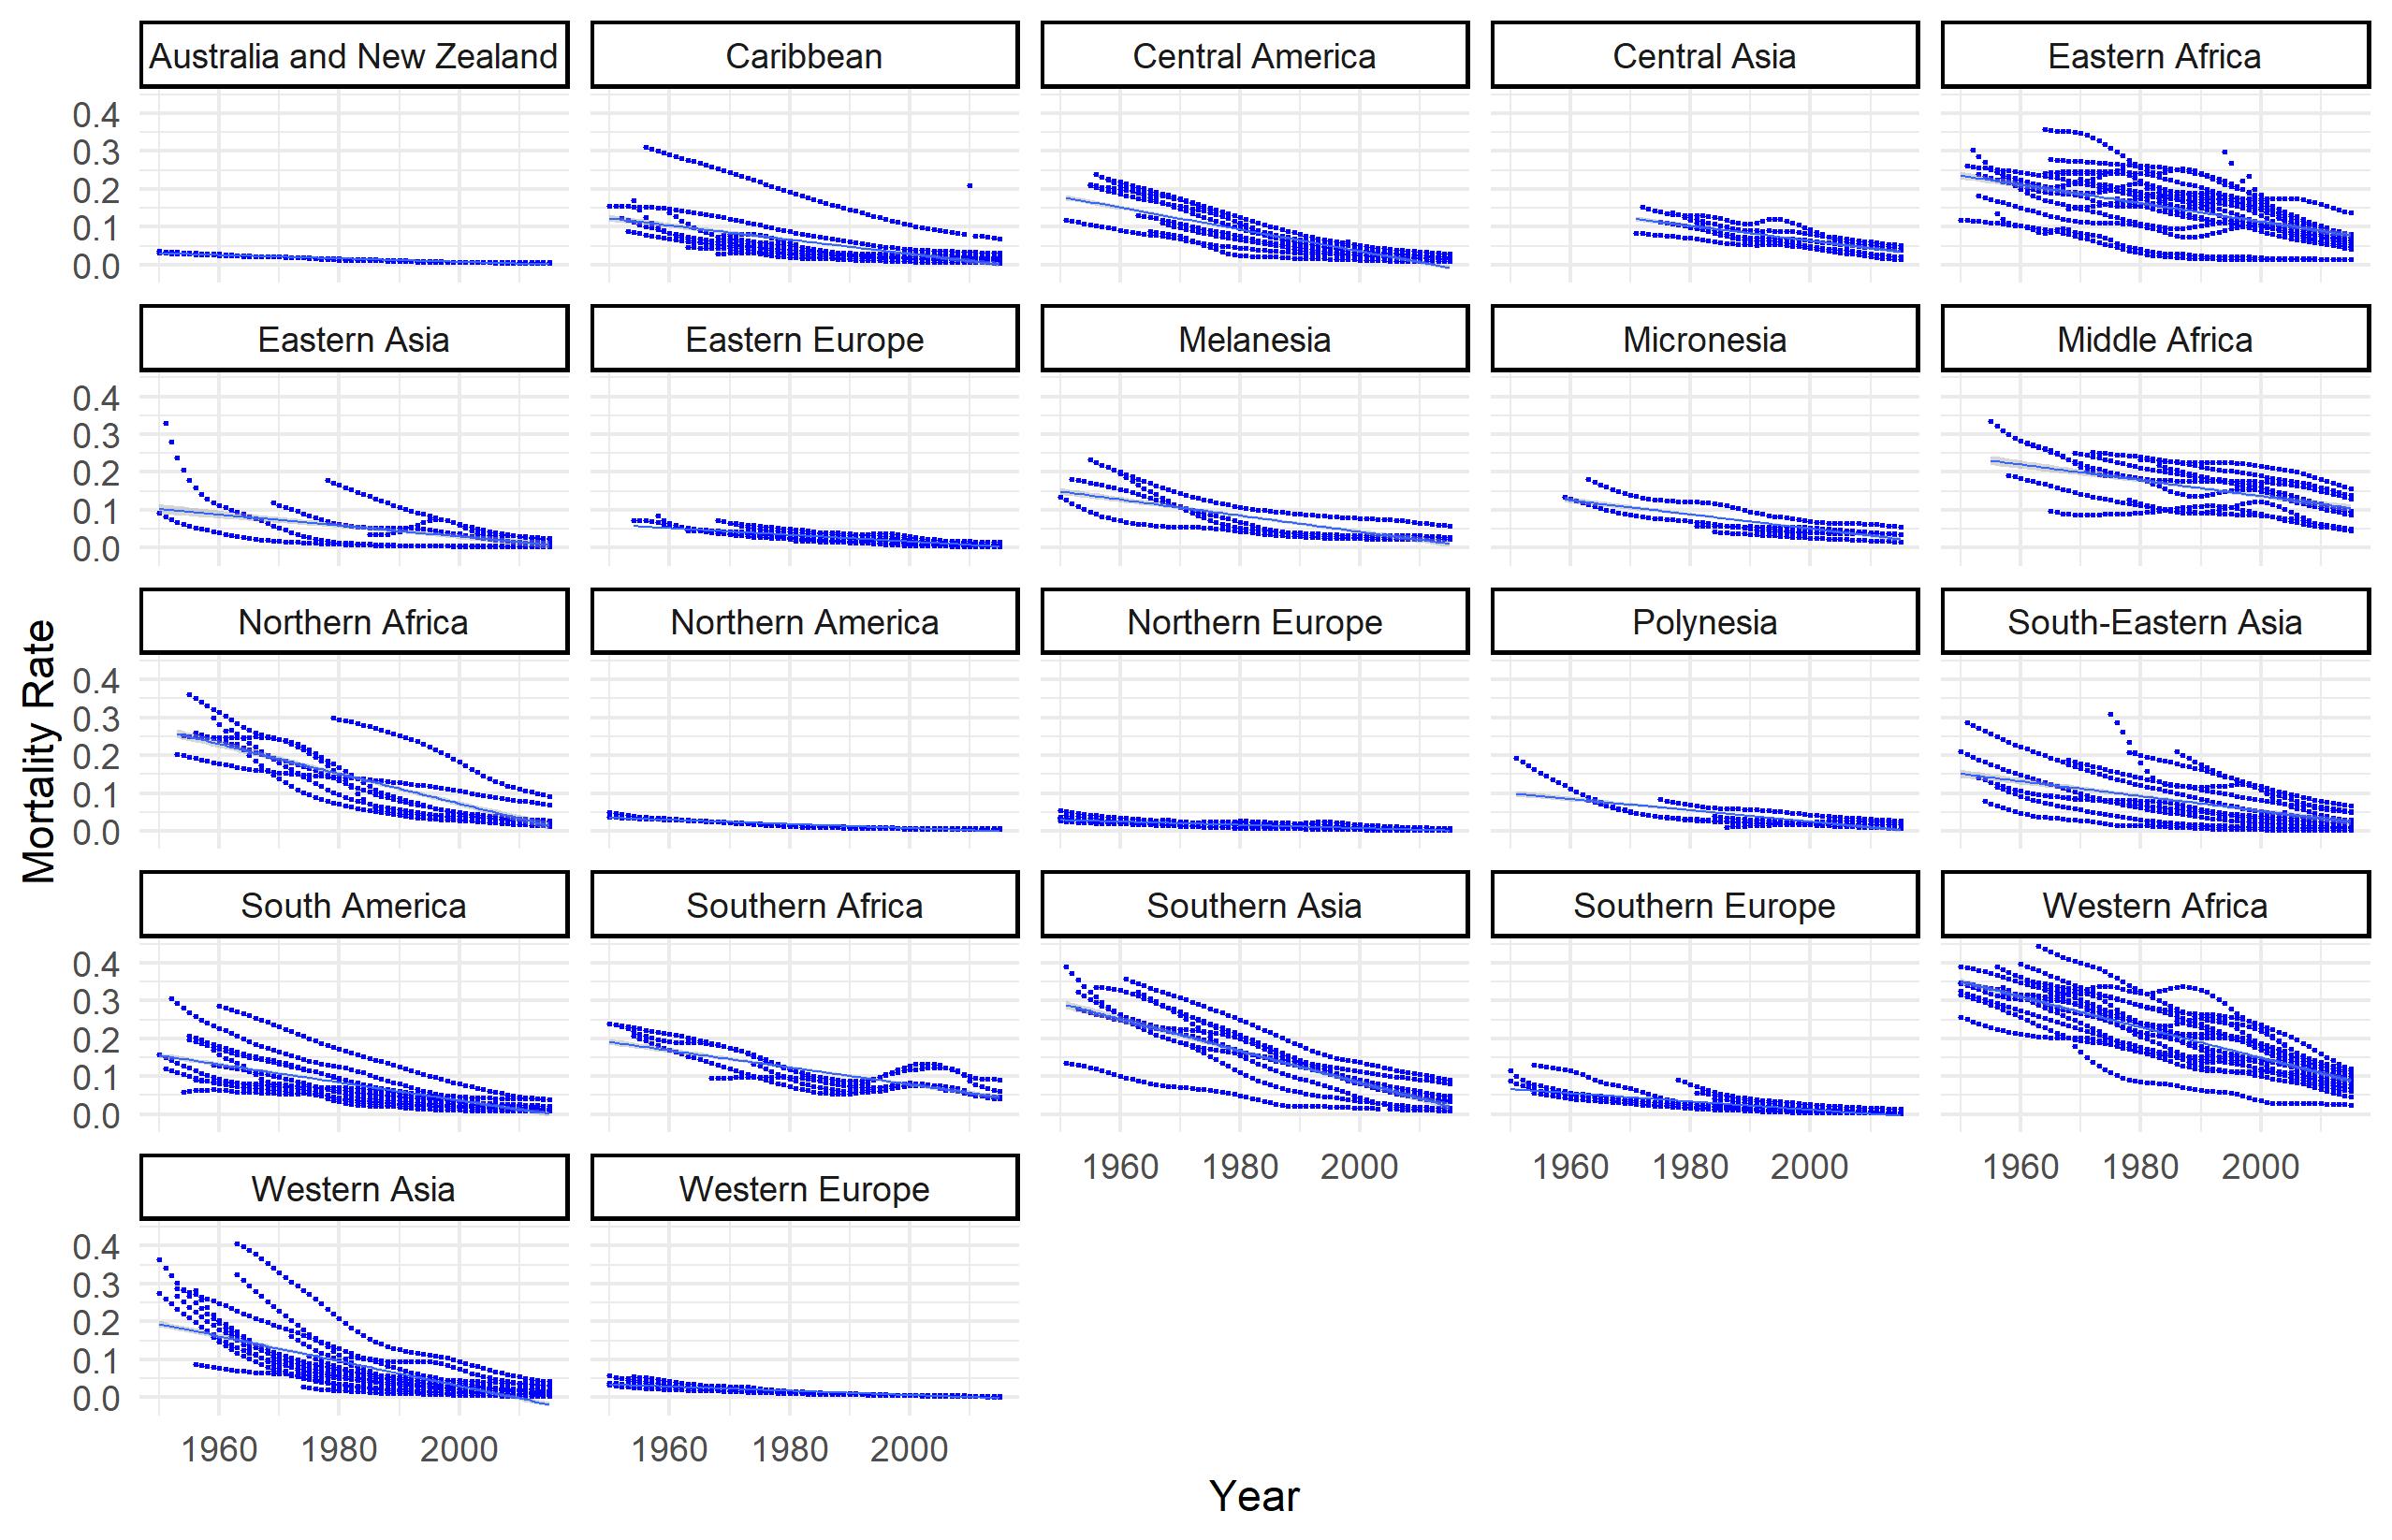 Australia and New Zealand
Caribbean
Central America
Central Asia
Eastern Africa
0.4
0.3
0.2
0.1
0.0
Eastern Asia
Eastern Europe
Melanesia
Micronesia
Middle Africa
0.4
0.3
0.2
0.1
0.0
Northern Africa
Northern America
Northern Europe
Polynesia
South-Eastern Asia
0.4
0.3
0.2
0.1
0.0
Mortality Rate
South America
Southern Africa
Southern Asia
Southern Europe
Western Africa
0.4
0.3
0.2
0.1
0.0
1960 1980 2000
1960 1980 2000
1960 1980 2000
Western Asia
Western Europe
0.4
0.3
0.2
0.1
0.0
1960 1980 2000
1960 1980 2000
Year